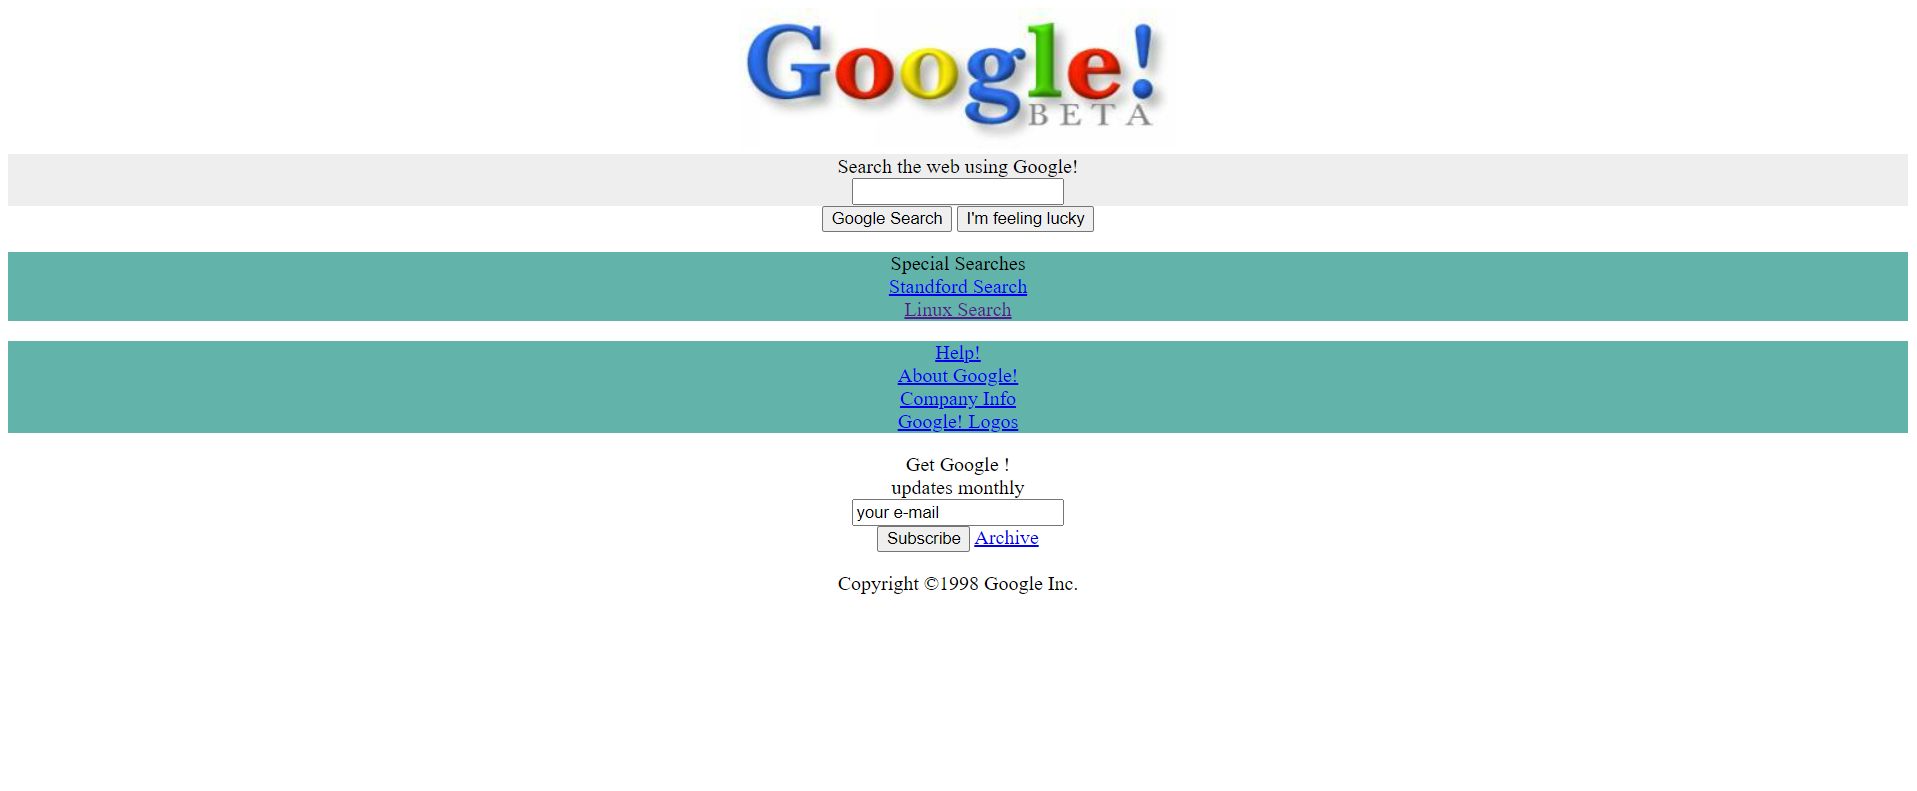 Google!
BETA
Search the web using Google!
Google Search I'm feeling lucky
Special Searches
Standford Search
Linux Search
Help!
About Google!
Company Info
Google! Logos
Get Google !
updates monthly
your e-mail
Subscribe Archive
Copyright ©1998 Google Inc.